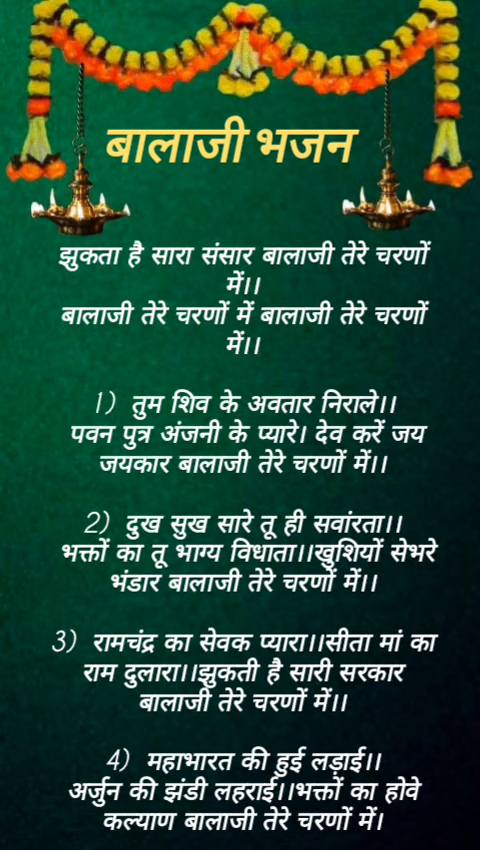 बालाजी भजन
झुकता है सारा संसार बालाजी तेरे चरणों
में।।
बालाजी तेरे चरणों में बालाजी तेरे चरणों
में।।
1) तुम शिव के अवतार निराले।।
पवन पुत्र अंजनी के प्यारे। देव करें जय
जयकार बालाजी तेरे चरणों में।।
2) दुख सुख सारे तू ही सवांरता।।
भक्तों का तू भाग्य विधाता।।खुशियों सेभरे
भंडार बालाजी तेरे चरणों में।।
3) रामचंद्र का सेवक प्यारा।।सीता मां का
राम दुलारा।।झुकती है सारी सरकार
बालाजी तेरे चरणों में।।
4) महाभारत की हुई लड़ाई।।
अर्जुन की झंडी लहराई।।भक्तों का होवे
कल्याण बालाजी तेरे चरणों में।